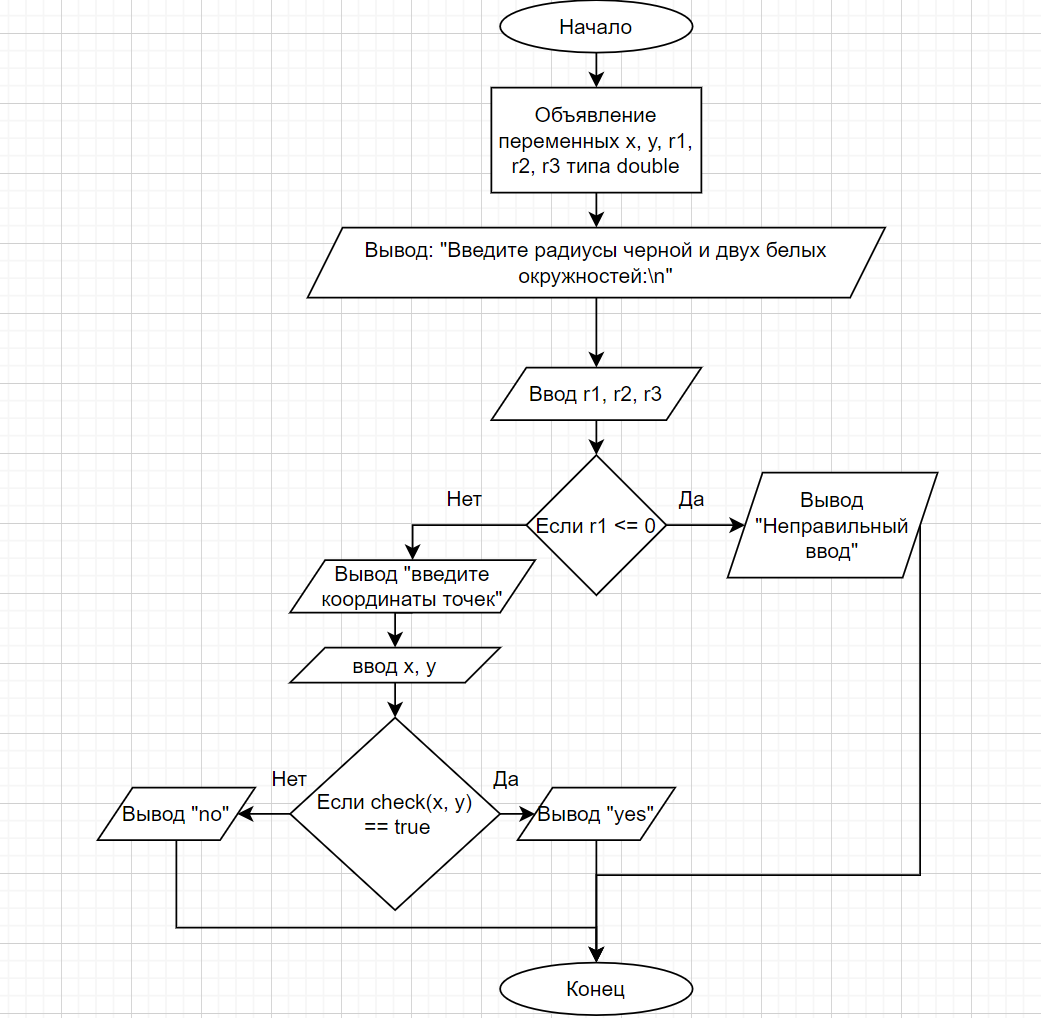 Начало
Объявление
переменных x, y, r1,
r2, r3 типа double
Вывод: "Введите радиусы черной и двух белых
окружностей:\n"
Ввод r1, r2, r3
Нет
Если r1 <= 0
Да
Вывод
"Неправильный
ввод"
Вывод "введите
координаты точек"
ввод x, y
Нет
Если check(x, y)
== true
Да
Вывод "no"
Вывод "yes"
Конец